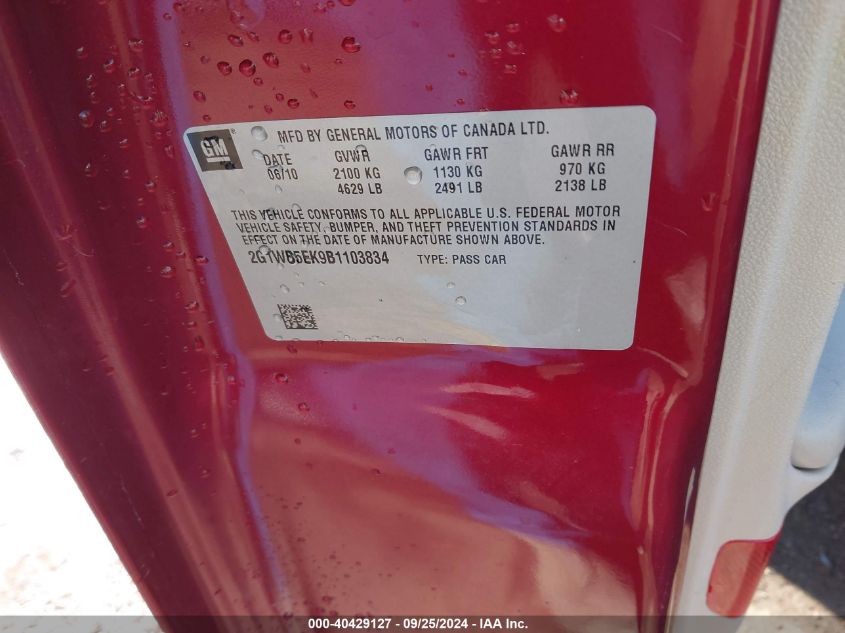 GM
MFD BY GENERAL MOTORS OF CANADA LTD.
DATE GVWR GAWR FRT GAWR RR
06/10 2100 KG 1130 KG 970 KG
4629 LB 2491 LB 2138 LB
THIS VEHICLE CONFORMS TO ALL APPLICABLE U.S. FEDERAL MOTOR
VEHICLE SAFETY, BUMPER, AND THEFT PREVENTION STANDARDS IN
EFFECT ON THE DATE OF MANUFACTURE SHOWN ABOVE.
2G1WB5EK9B1103834 TYPE: PASS CAR
000-40429127 - 09/25/2024 - IAA Inc.